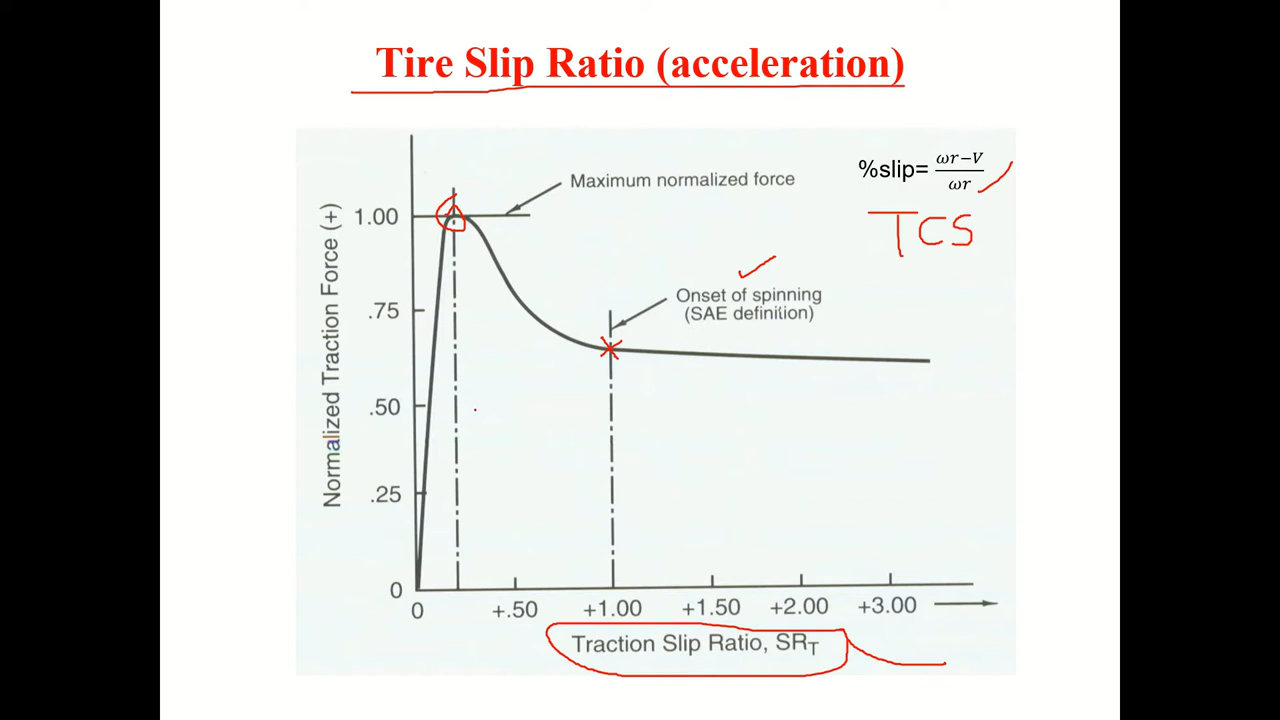 Tire Slip Ratio (acceleration)
%slip= ωr−V/ωr
TCS
Maximum normalized force
Onset of spinning
(SAE definition)
Normalized Traction Force (+)
1.00
.75
.50
.25
0
0 +.50 +1.00 +1.50 +2.00 +3.00
Traction Slip Ratio, SR_T